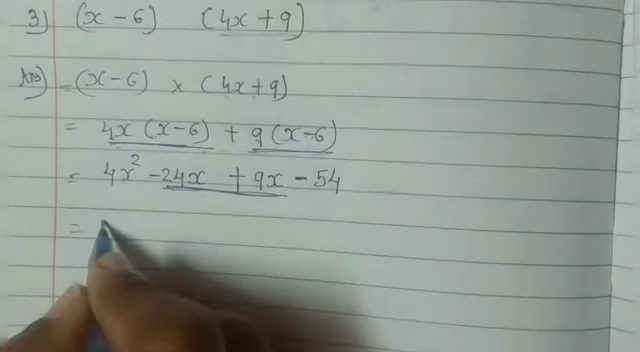 3) (x-6) (4x+9)
Ans) = (x-6) × (4x+9)
= 4x(x-6) + 9(x-6)
= 4x² - 24x + 9x - 54
=